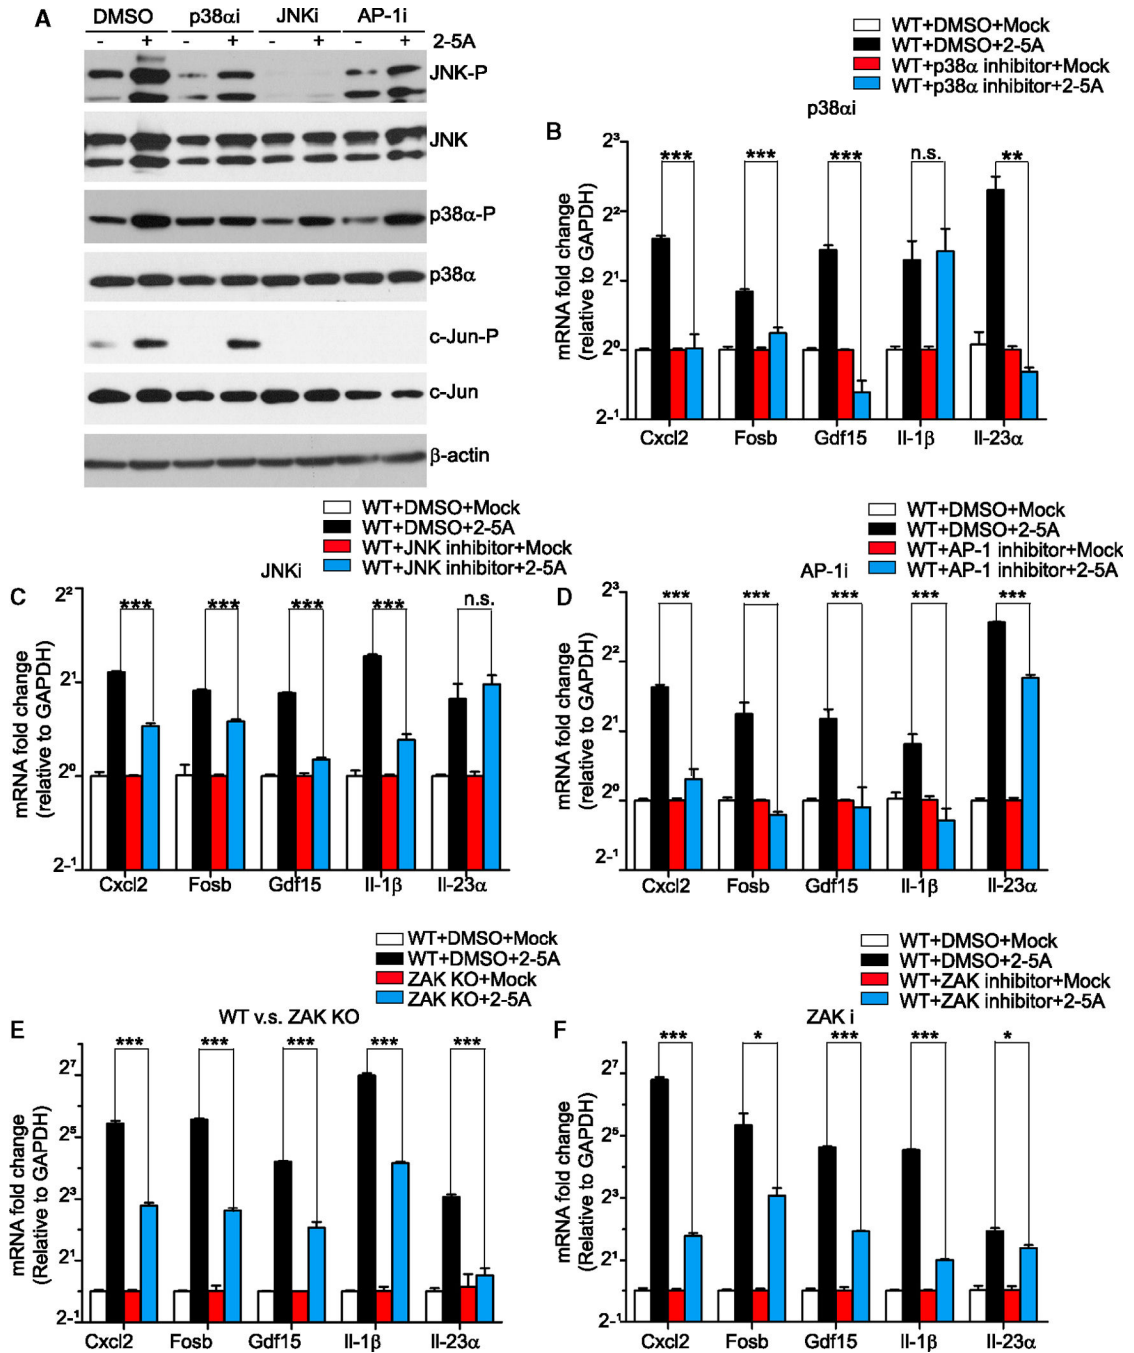 A
DMSO p38αi JNKi AP-1i
- + - + - + - + 2-5A
JNK-P
JNK
p38α-P
p38α
c-Jun-P
c-Jun
β-actin
WT+DMSO+Mock
WT+DMSO+2-5A
WT+p38α inhibitor+Mock
WT+p38α inhibitor+2-5A
p38αi
B
mRNA fold change
(relative to GAPDH)
2³
2²
2¹
2⁰
2-¹
*** *** *** n.s. **
Cxcl2 Fosb Gdf15 Il-1β Il-23α
WT+DMSO+Mock
WT+DMSO+2-5A
WT+JNK inhibitor+Mock
WT+JNK inhibitor+2-5A
JNKi
C
mRNA fold change
(relative to GAPDH)
2²
2¹
2⁰
2-¹
*** *** *** *** n.s.
Cxcl2 Fosb Gdf15 Il-1β Il-23α
WT+DMSO+Mock
WT+DMSO+2-5A
WT+AP-1 inhibitor+Mock
WT+AP-1 inhibitor+2-5A
AP-1i
D
mRNA fold change
(relative to GAPDH)
2³
2²
2¹
2⁰
2-¹
*** *** *** *** ***
Cxcl2 Fosb Gdf15 Il-1β Il-23α
WT+DMSO+Mock
WT+DMSO+2-5A
ZAK KO+Mock
ZAK KO+2-5A
WT v.s. ZAK KO
E
mRNA fold change
(Relative to GAPDH)
2⁷
2⁵
2³
2¹
2-¹
*** *** *** *** ***
Cxcl2 Fosb Gdf15 Il-1β Il-23α
WT+DMSO+Mock
WT+DMSO+2-5A
WT+ZAK inhibitor+Mock
WT+ZAK inhibitor+2-5A
ZAK i
F
mRNA fold change
(Relative to GAPDH)
2⁷
2⁵
2³
2¹
2-¹
*** * *** *** *
Cxcl2 Fosb Gdf15 Il-1β Il-23α